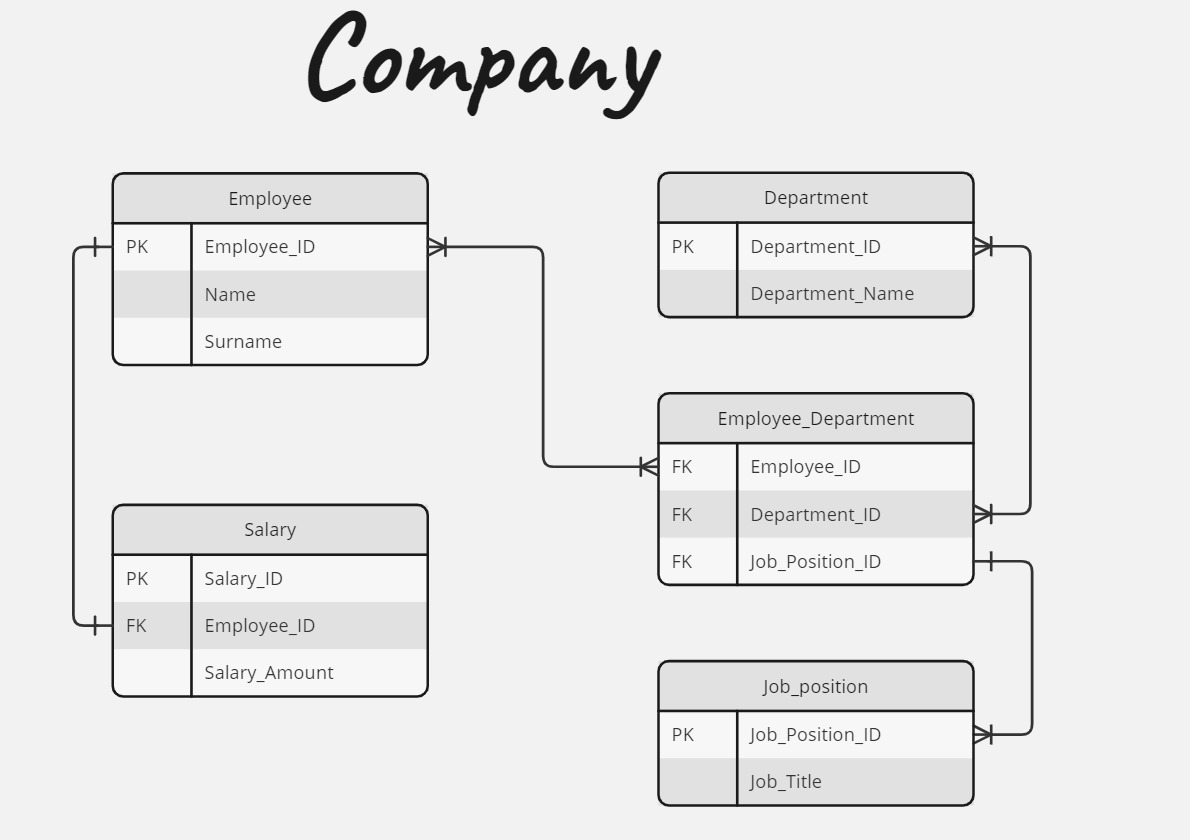 Company
Employee
PK Employee_ID
Name
Surname
Salary
PK Salary_ID
FK Employee_ID
Salary_Amount
Department
PK Department_ID
Department_Name
Employee_Department
FK Employee_ID
FK Department_ID
FK Job_Position_ID
Job_position
PK Job_Position_ID
Job_Title